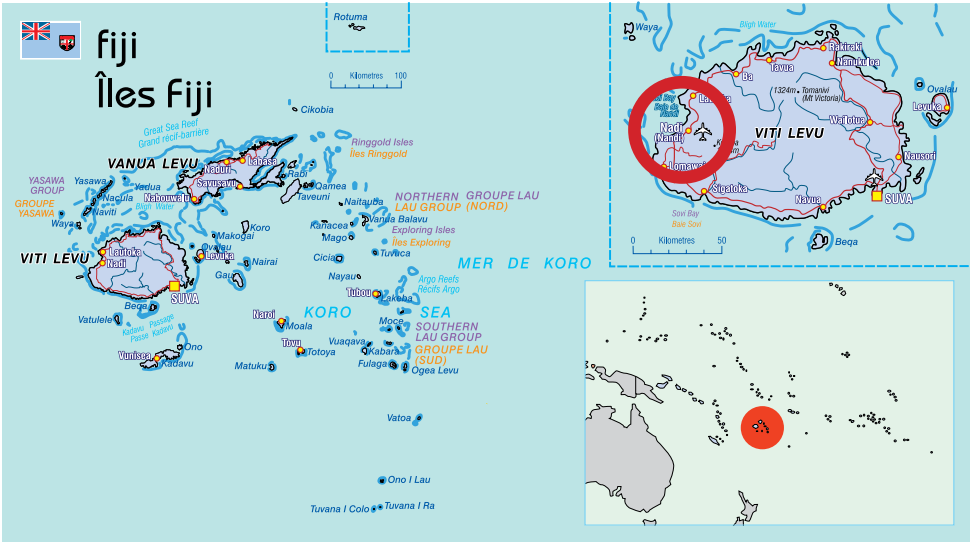 fiji
Îles Fiji
Rotuma
0 Kilometres 100
Cikobia
Great Sea Reef
Grand récif-barrière
Ringgold Isles
Îles Ringgold
VANUA LEVU
Labasa
Naduri
Rabi
YASAWA
GROUP
GROUPE
YASAWA
Yasawa
Yadua
Savusavu
Qamea
Nacula
Nabouwalu
Taveuni
Naviti
Bligh Water
Naitauba
NORTHERN
LAU GROUP
GROUPE LAU
(NORD)
Waya
Koro
Kanacea
Vanua Balavu
Exploring Isles
Îles Exploring
Makogai
Mago
VITI LEVU
Lautoka
Nadi
Ovalau
Levuka
Nairai
Cicia
Tuvuca
MER DE KORO
Gau
Nayau
Argo Reefs
Récifs Argo
SUVA
Tubou
Lakeba
Beqa
KORO SEA
Vatulele
Kadavu Passage
Passe Kadavu
Naroi
Moala
Moce
SOUTHERN
LAU GROUP
GROUPE LAU
(SUD)
Vunisea
Ono
Kadavu
Tovu
Totoya
Vuaqava
Kabara
Matuku
Fulaga
Ogea Levu
Vatoa
Ono I Lau
Tuvana I Colo
Tuvana I Ra
Waya
Bligh Water
Rakiraki
Tavua
Nanukuloa
Ba
1324m
Tomanivi
(Mt Victoria)
Ovalau
Levuka
Baie de
Nandi
Nadi
(Nandi)
VITI LEVU
Nausori
Sigatoka
Navua
SUVA
Sovi Bay
Baie Sovi
Beqa
0 Kilometres 50